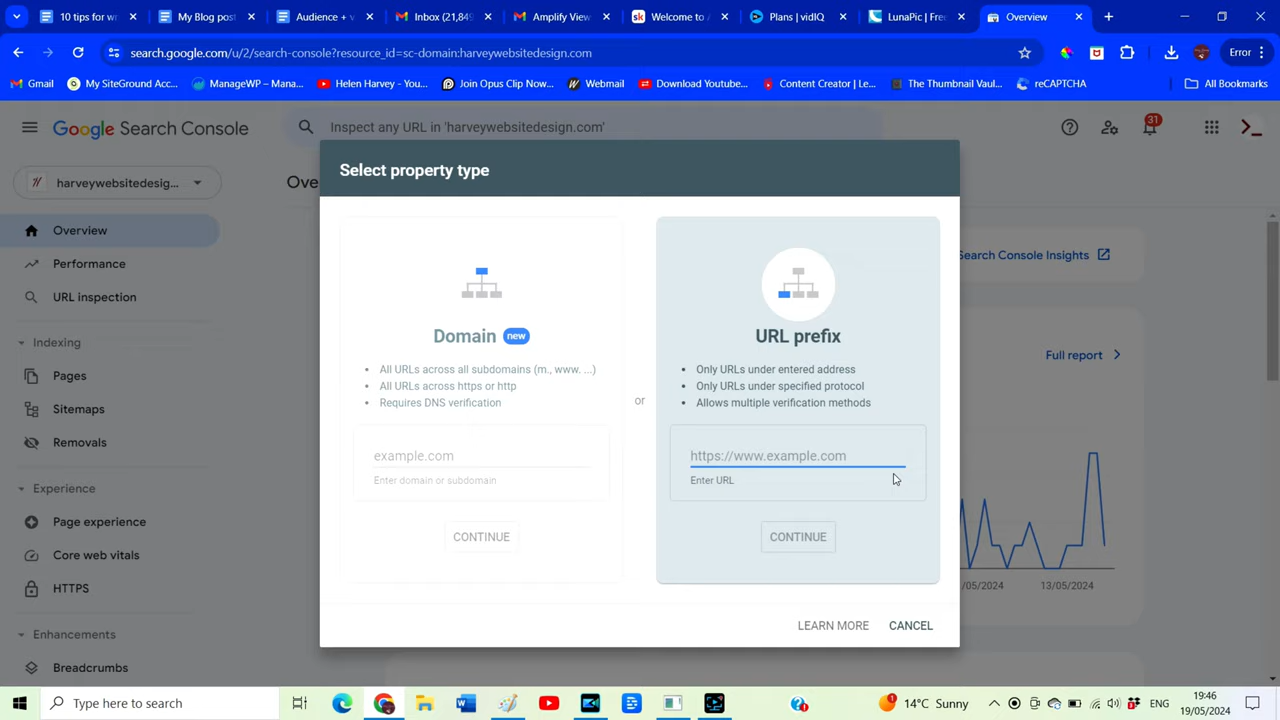 10 tips for w
My Blog post
Audience + v
Inbox (21,849
Amplify View
Welcome to
Plans | vidIQ
LunaPic | Free
Overview
search.google.com/u/2/search-console?resource_id=sc-domain:harveywebsitedesign.com
Error
Gmail
My SiteGround Acc...
ManageWP – Mana...
Helen Harvey - You...
Join Opus Clip Now...
Webmail
Download Youtube...
Content Creator | Le...
The Thumbnail Vaul...
reCAPTCHA
All Bookmarks
Google Search Console
Inspect any URL in 'harveywebsitedesign.com'
31
harveywebsitedesig...
Overview
Performance
URL inspection
Indexing
Pages
Sitemaps
Removals
Experience
Page experience
Core web vitals
HTTPS
Enhancements
Breadcrumbs
Select property type
Domain new
All URLs across all subdomains (m., www. ...)
All URLs across https or http
Requires DNS verification
example.com
Enter domain or subdomain
CONTINUE
or
URL prefix
Only URLs under entered address
Only URLs under specified protocol
Allows multiple verification methods
https://www.example.com
Enter URL
CONTINUE
LEARN MORE
CANCEL
Search Console Insights
Full report
/05/2024
13/05/2024
Type here to search
14°C Sunny
ENG
19:46
19/05/2024